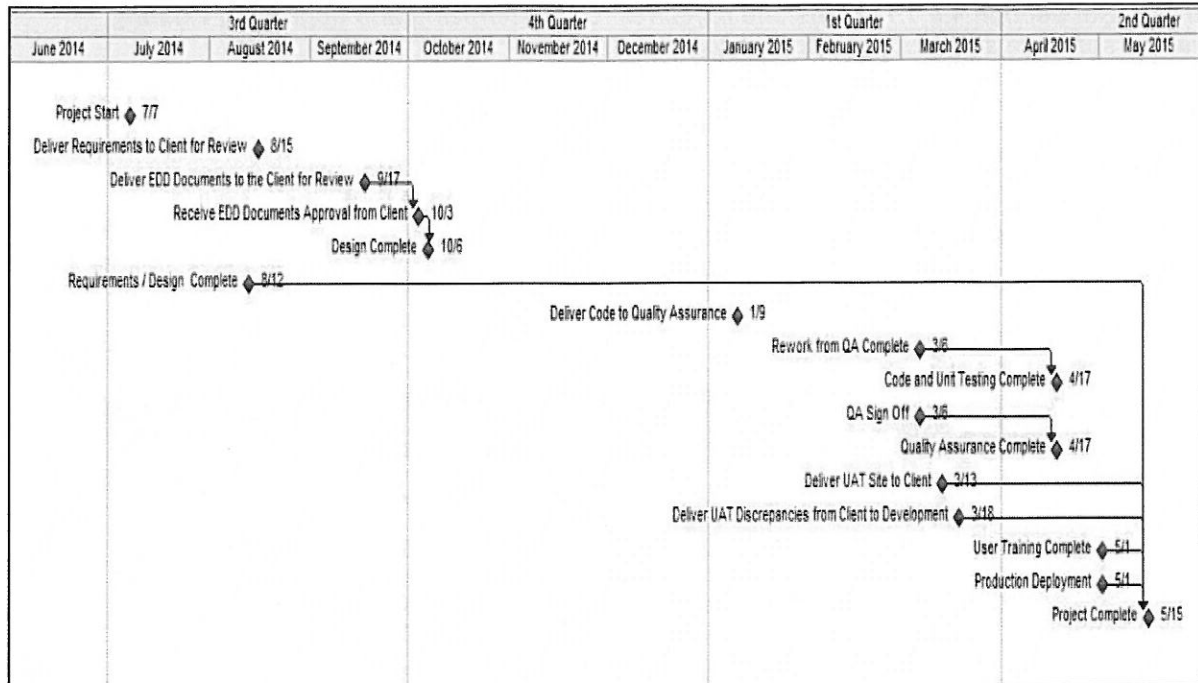 3rd Quarter 4th Quarter 1st Quarter 2nd Quarter
June 2014 July 2014 August 2014 September 2014 October 2014 November 2014 December 2014 January 2015 February 2015 March 2015 April 2015 May 2015
Project Start 7/7
Deliver Requirements to Client for Review 8/15
Deliver EDD Documents to the Client for Review 9/17
Receive EDD Documents Approval from Client 10/3
Design Complete 10/6
Requirements / Design Complete 8/12
Deliver Code to Quality Assurance 1/9
Rework from QA Complete 3/6
Code and Unit Testing Complete 4/17
QA Sign Off 3/6
Quality Assurance Complete 4/17
Deliver UAT Site to Client 3/13
Deliver UAT Discrepancies from Client to Development 3/18
User Training Complete 5/1
Production Deployment 5/1
Project Complete 5/15